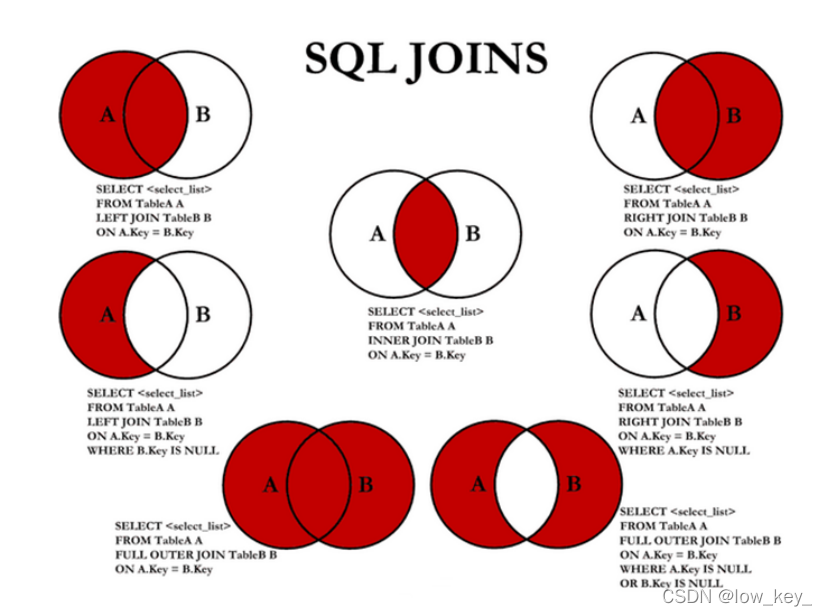 SQL JOINS
A B
SELECT <select_list>
FROM TableA A
LEFT JOIN TableB B
ON A.Key = B.Key
A B
SELECT <select_list>
FROM TableA A
RIGHT JOIN TableB B
ON A.Key = B.Key
A B
SELECT <select_list>
FROM TableA A
INNER JOIN TableB B
ON A.Key = B.Key
A B
SELECT <select_list>
FROM TableA A
LEFT JOIN TableB B
ON A.Key = B.Key
WHERE B.Key IS NULL
A B
SELECT <select_list>
FROM TableA A
RIGHT JOIN TableB B
ON A.Key = B.Key
WHERE A.Key IS NULL
A B
SELECT <select_list>
FROM TableA A
FULL OUTER JOIN TableB B
ON A.Key = B.Key
A B
SELECT <select_list>
FROM TableA A
FULL OUTER JOIN TableB B
ON A.Key = B.Key
WHERE A.Key IS NULL
OR B.Key IS NULL
CSDN @low_key_